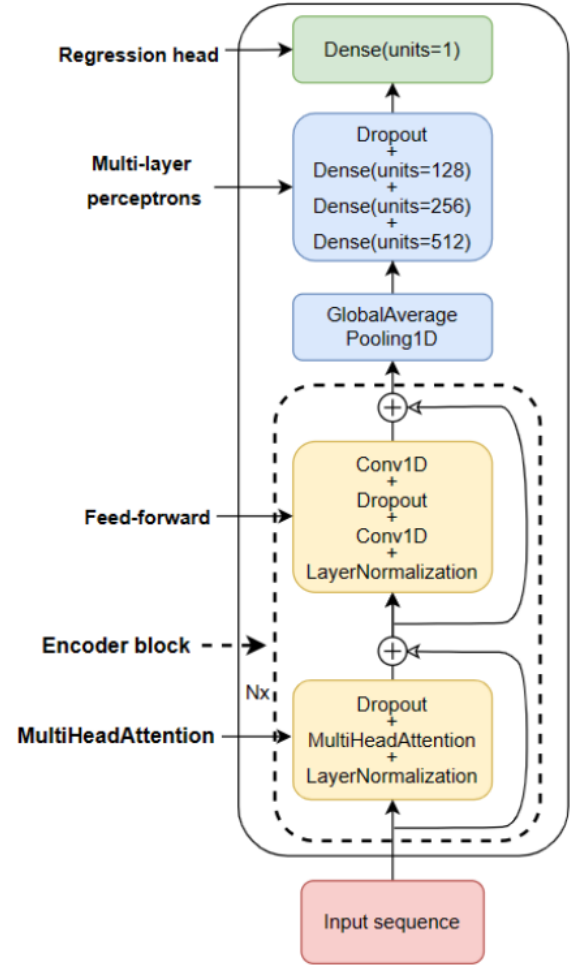 Regression head
Dense(units=1)
Multi-layer
perceptrons
Dropout
+
Dense(units=128)
+
Dense(units=256)
+
Dense(units=512)
GlobalAverage
Pooling1D
Feed-forward
Conv1D
+
Dropout
+
Conv1D
+
LayerNormalization
Encoder block
Nx
MultiHeadAttention
Dropout
+
MultiHeadAttention
+
LayerNormalization
Input sequence